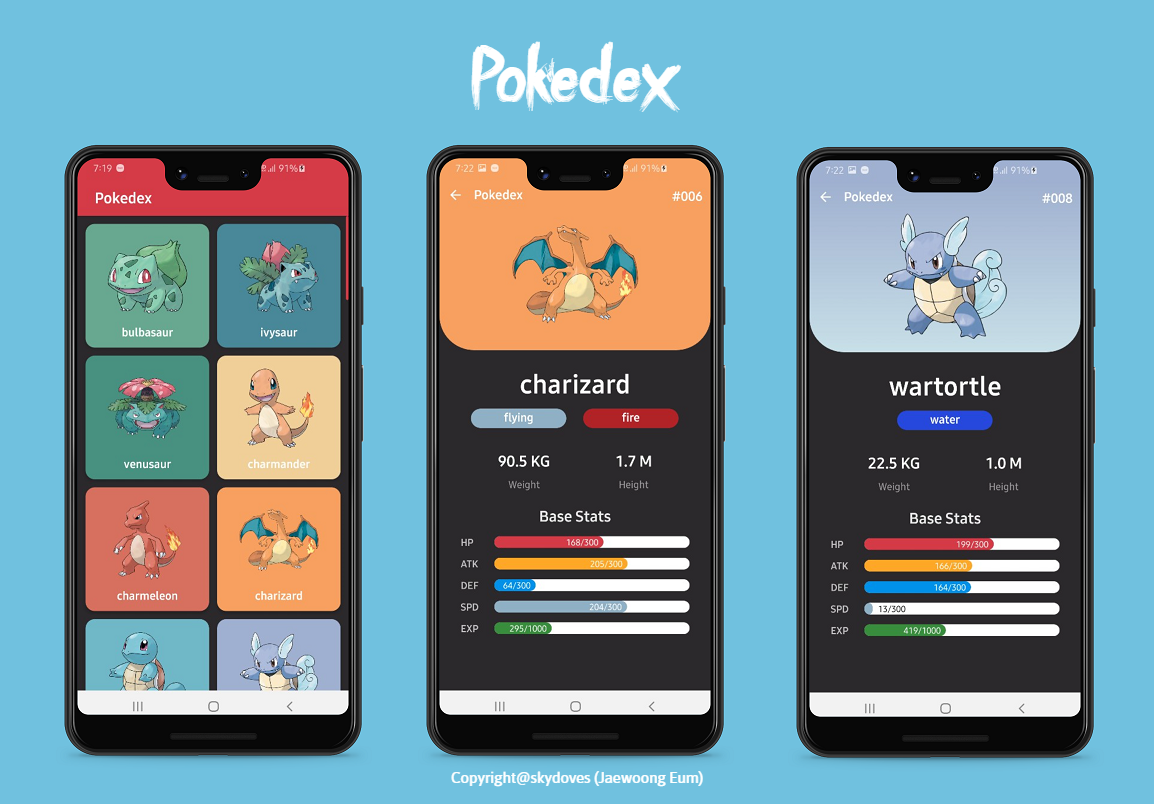 Pokedex
7:19
91%
Pokedex
bulbasaur
ivysaur
venusaur
charmander
charmeleon
charizard
7:22
91%
Pokedex
#006
charizard
flying
fire
90.5 KG
1.7 M
Weight
Height
Base Stats
HP 168/300
ATK 205/300
DEF 64/300
SPD 204/300
EXP 295/1000
7:22
91%
Pokedex
#008
wartortle
water
22.5 KG
1.0 M
Weight
Height
Base Stats
HP 199/300
ATK 166/300
DEF 164/300
SPD 13/300
EXP 419/1000
Copyright@skydoves (Jaewoong Eum)